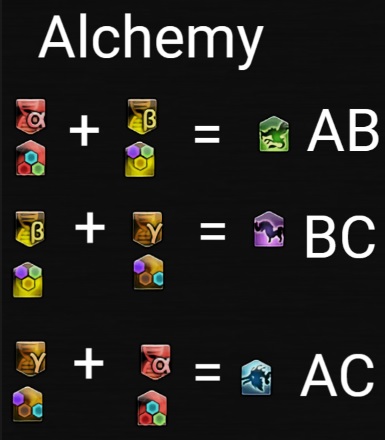 Alchemy
α + β = AB
β + γ = BC
γ + α = AC